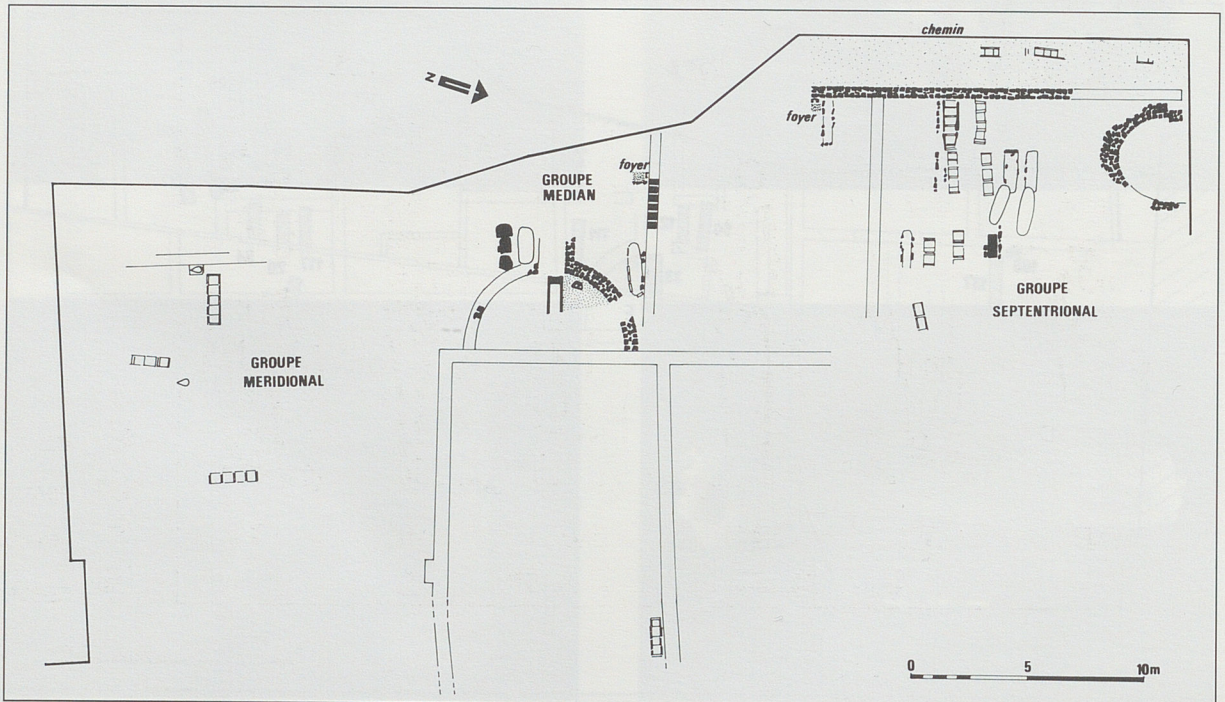 chemin
N
foyer
foyer
GROUPE
MEDIAN
GROUPE
SEPTENTRIONAL
GROUPE
MERIDIONAL
0 5 10m